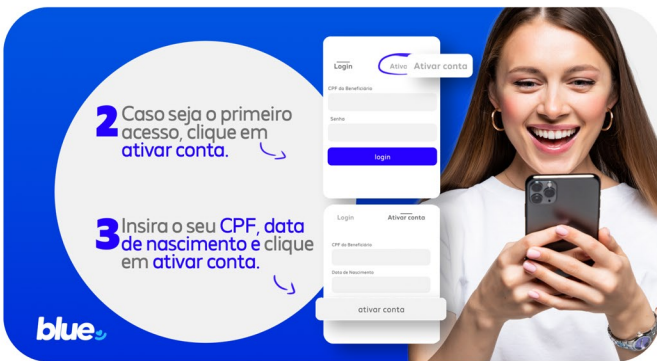 2 Caso seja o primeiro
acesso, clique em
ativar conta.
Login
Ativa
Ativar conta
CPF do Beneficiário
Senha
login
3 Insira o seu CPF, data
de nascimento e clique
em ativar conta.
Login
Ativar conta
CPF do Beneficiário
Data de Nascimento
ativar conta
blue